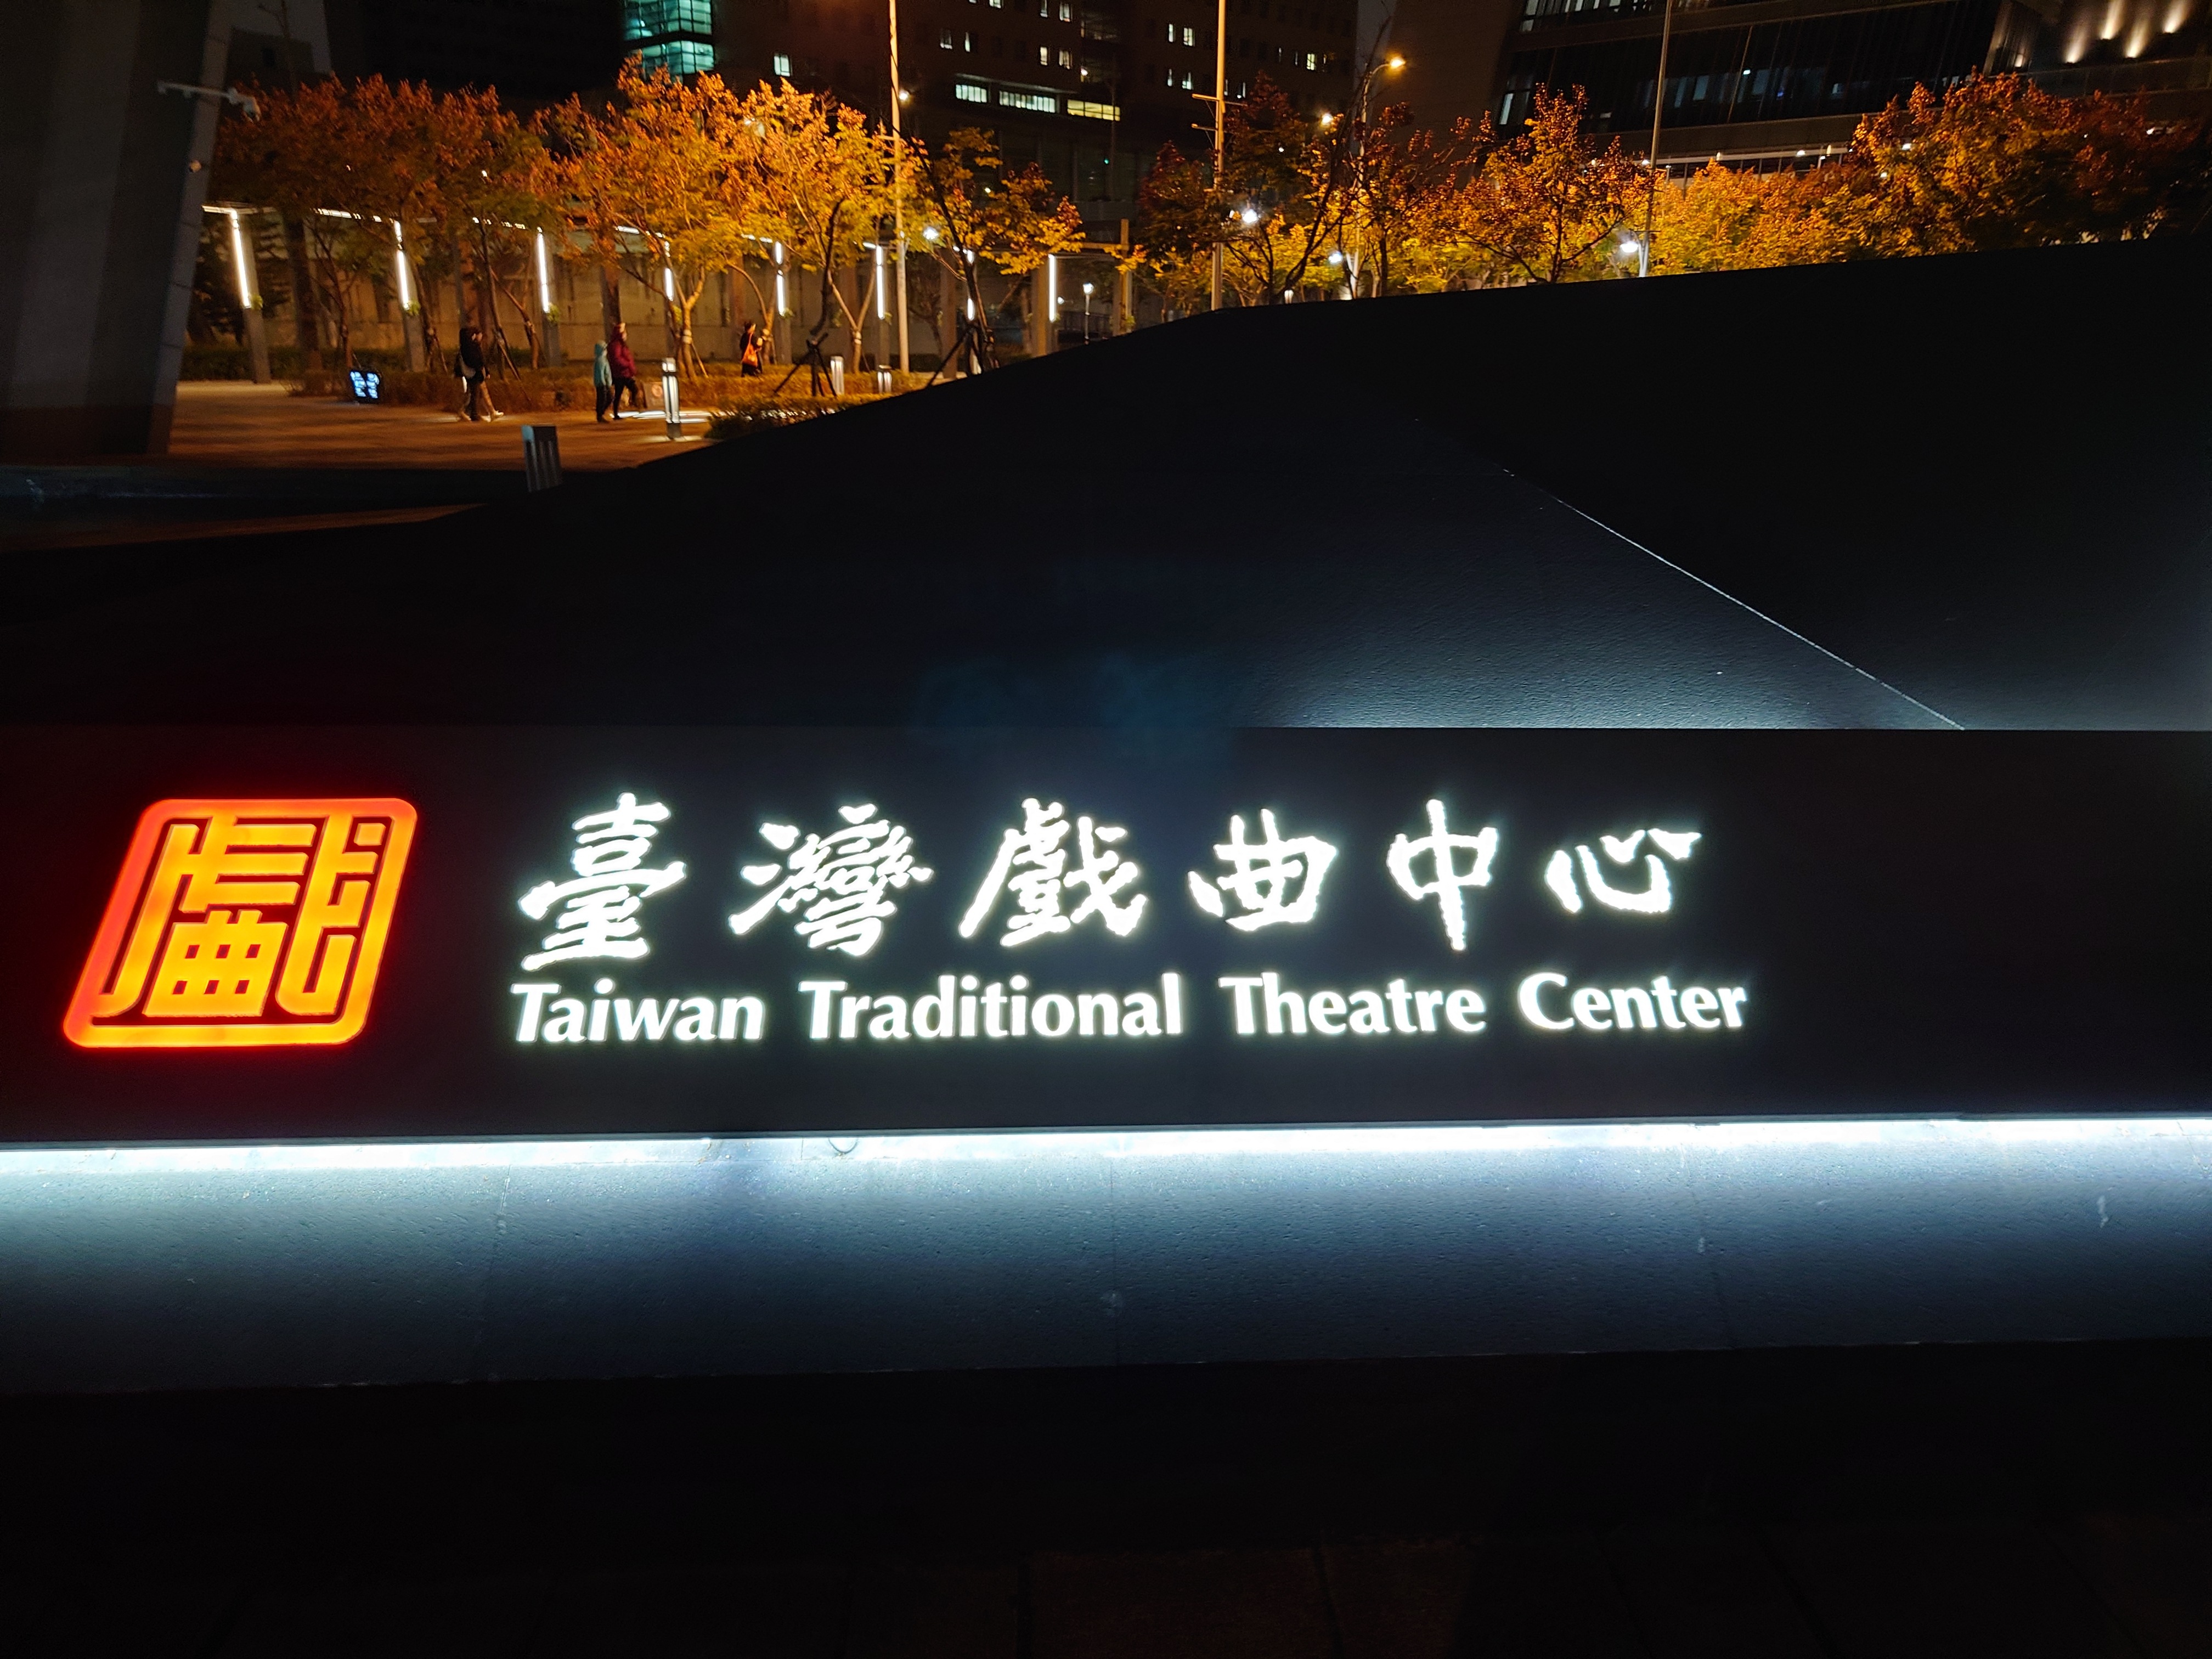 臺灣戲曲中心
Taiwan Traditional Theatre Center